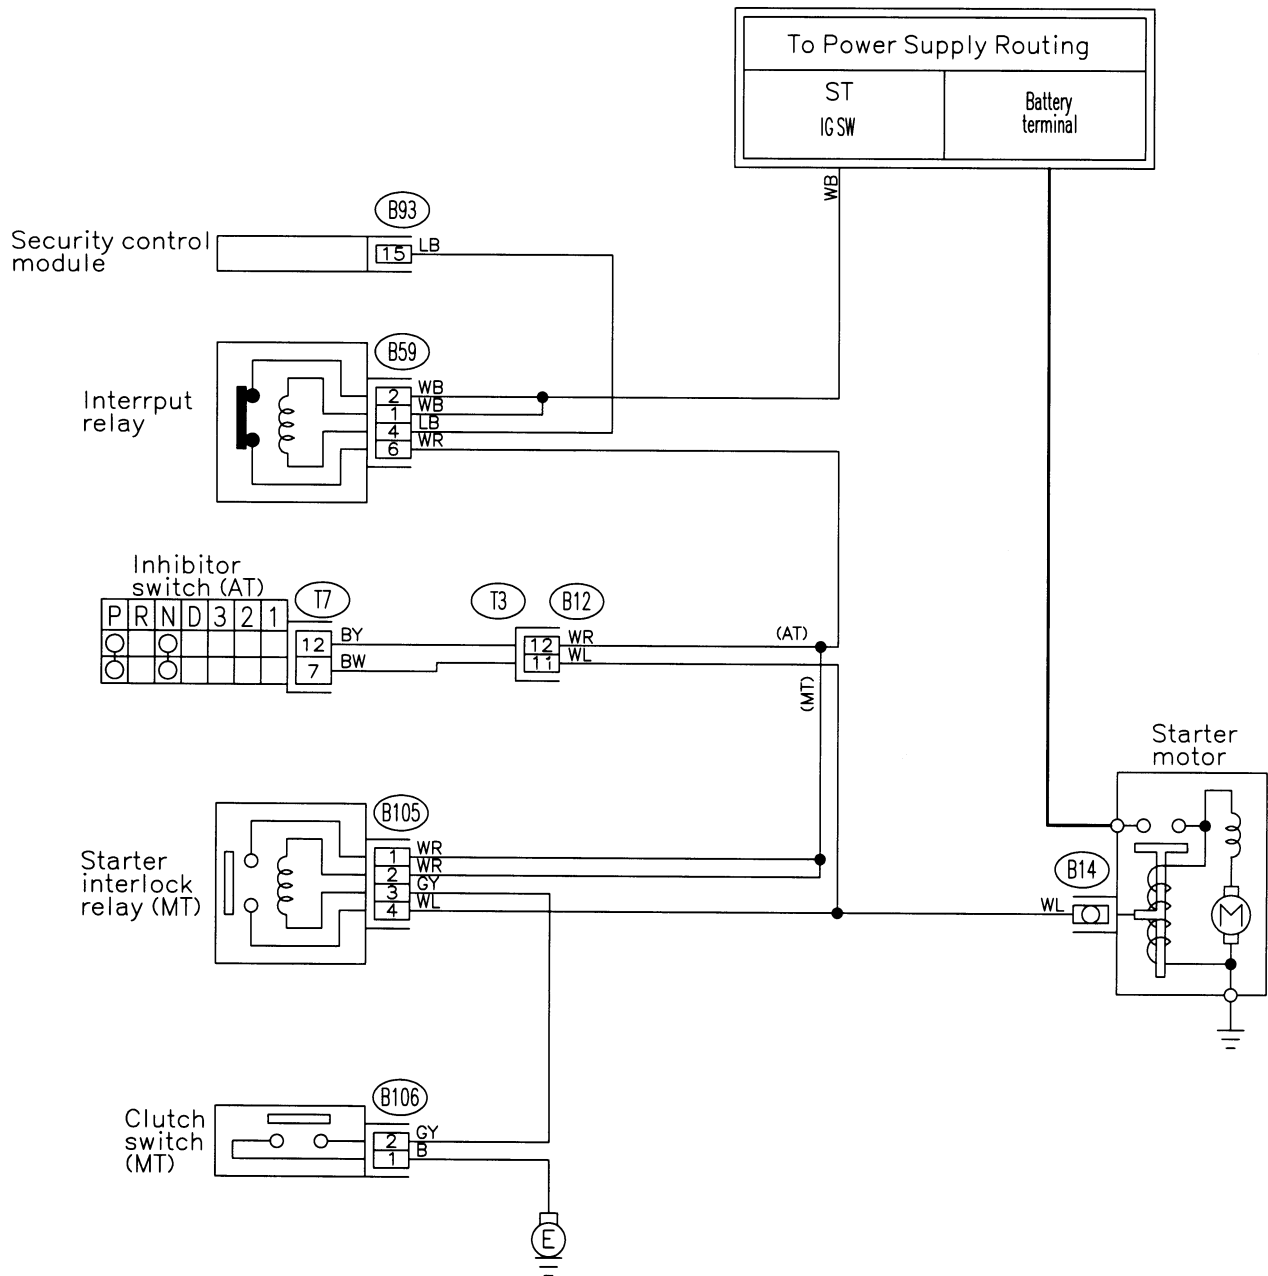 To Power Supply Routing
ST
IG SW
Battery
terminal
WB
B93
Security control
module
15
LB
B59
Interrput
relay
2
WB
1
WB
4
LB
6
WR
Inhibitor
switch (AT)
P R N D 3 2 1
T7
12
BY
7
BW
T3
B12
12
WR
11
WL
(AT)
(MT)
Starter
motor
B105
Starter
interlock
relay (MT)
1
WR
2
WR
3
GY
4
WL
B14
WL
M
B106
Clutch
switch
(MT)
2
GY
1
B
E